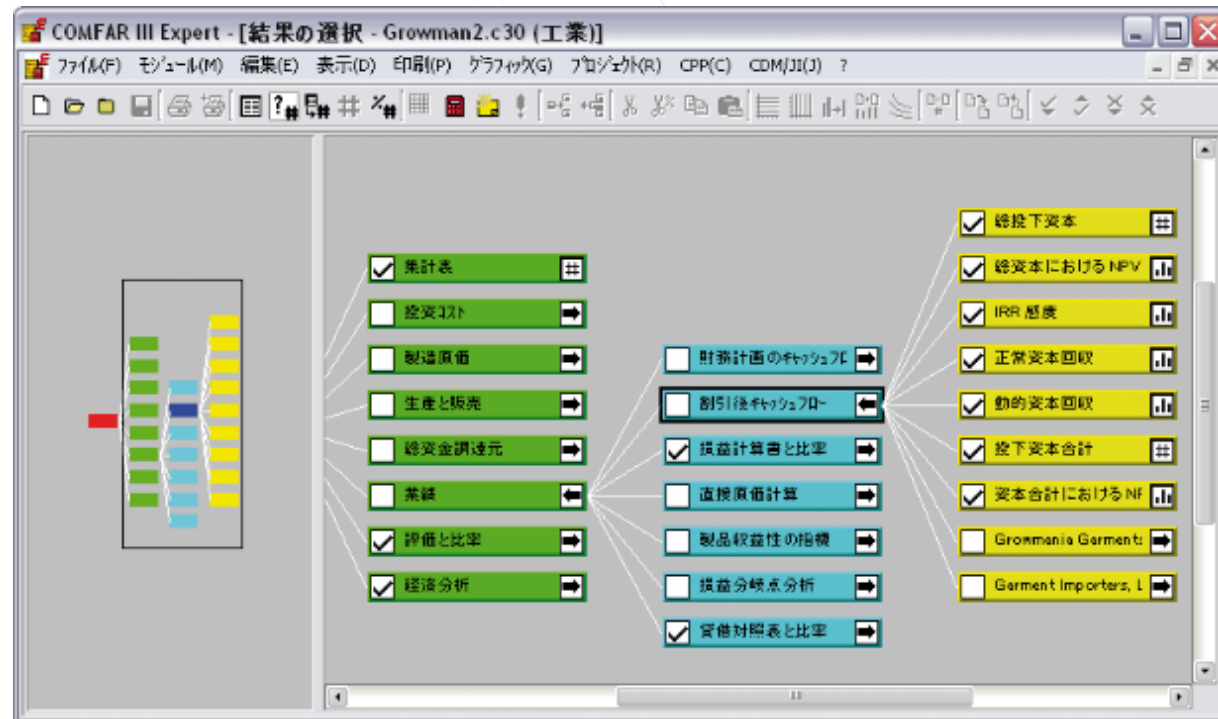 COMFAR III Expert - [結果の選択 - Growman2.c30 (工業)]
ファイル(F) モジュール(M) 編集(E) 表示(D) 印刷(P) グラフィック(G) プロジェクト(R) CPP(C) CDM/JI(J) ?
総投下資本
集計表
総資本における NPV
投資コスト
IRR 感度
製造原価
財務計画のキャッシュフロ
正常資本回収
生産と販売
割引後キャッシュフロー
動的資本回収
総資金調達元
損益計算書と比率
投下資本合計
業績
直接原価計算
資本合計における NF
評価と比率
製品収益性の指標
Growmania Garments
経済分析
損益分岐点分析
Garment Importers, L
貸借対照表と比率